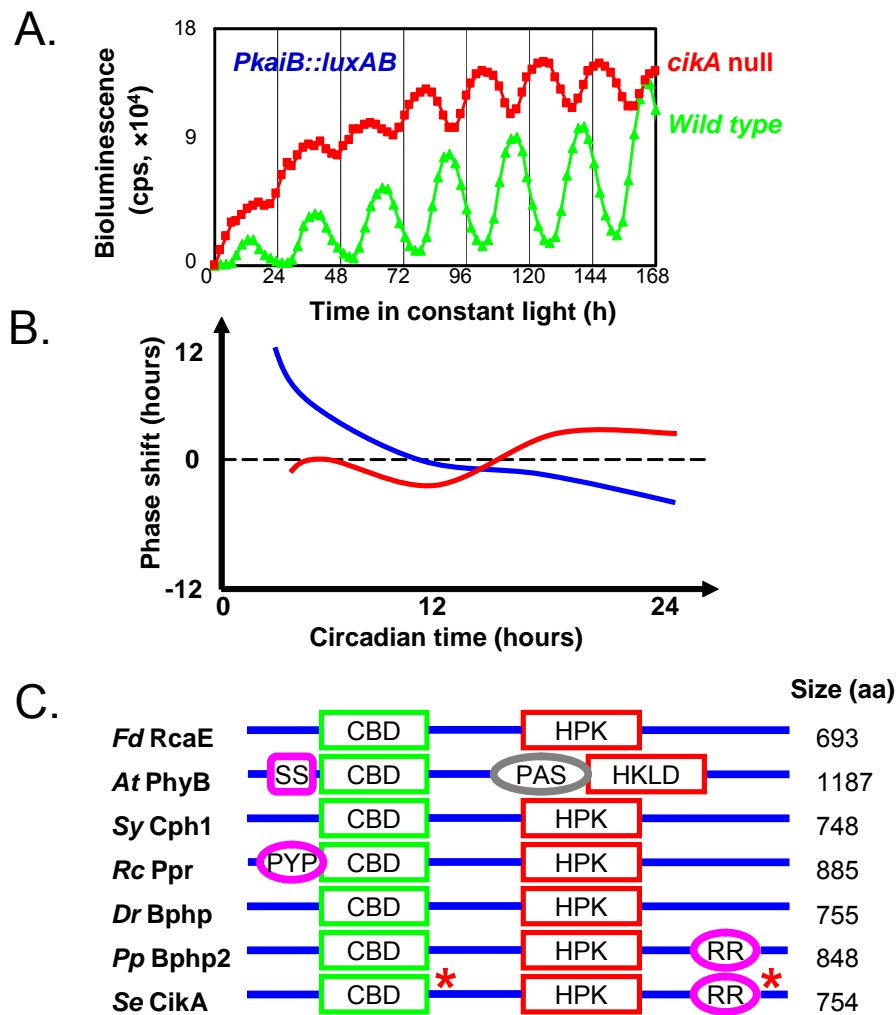 A.
18
9
0
Bioluminescence
(cps, ×10⁴)
PkaiB::luxAB
cikA null
Wild type
0 24 48 72 96 120 144 168
Time in constant light (h)
B.
12
0
-12
Phase shift (hours)
0 12 24
Circadian time (hours)
C.
Size (aa)
Fd RcaE CBD HPK 693
At PhyB SS CBD PAS HKLD 1187
Sy Cph1 CBD HPK 748
Rc Ppr PYP CBD HPK 885
Dr Bphp CBD HPK 755
Pp Bphp2 CBD HPK RR 848
Se CikA CBD * HPK RR * 754